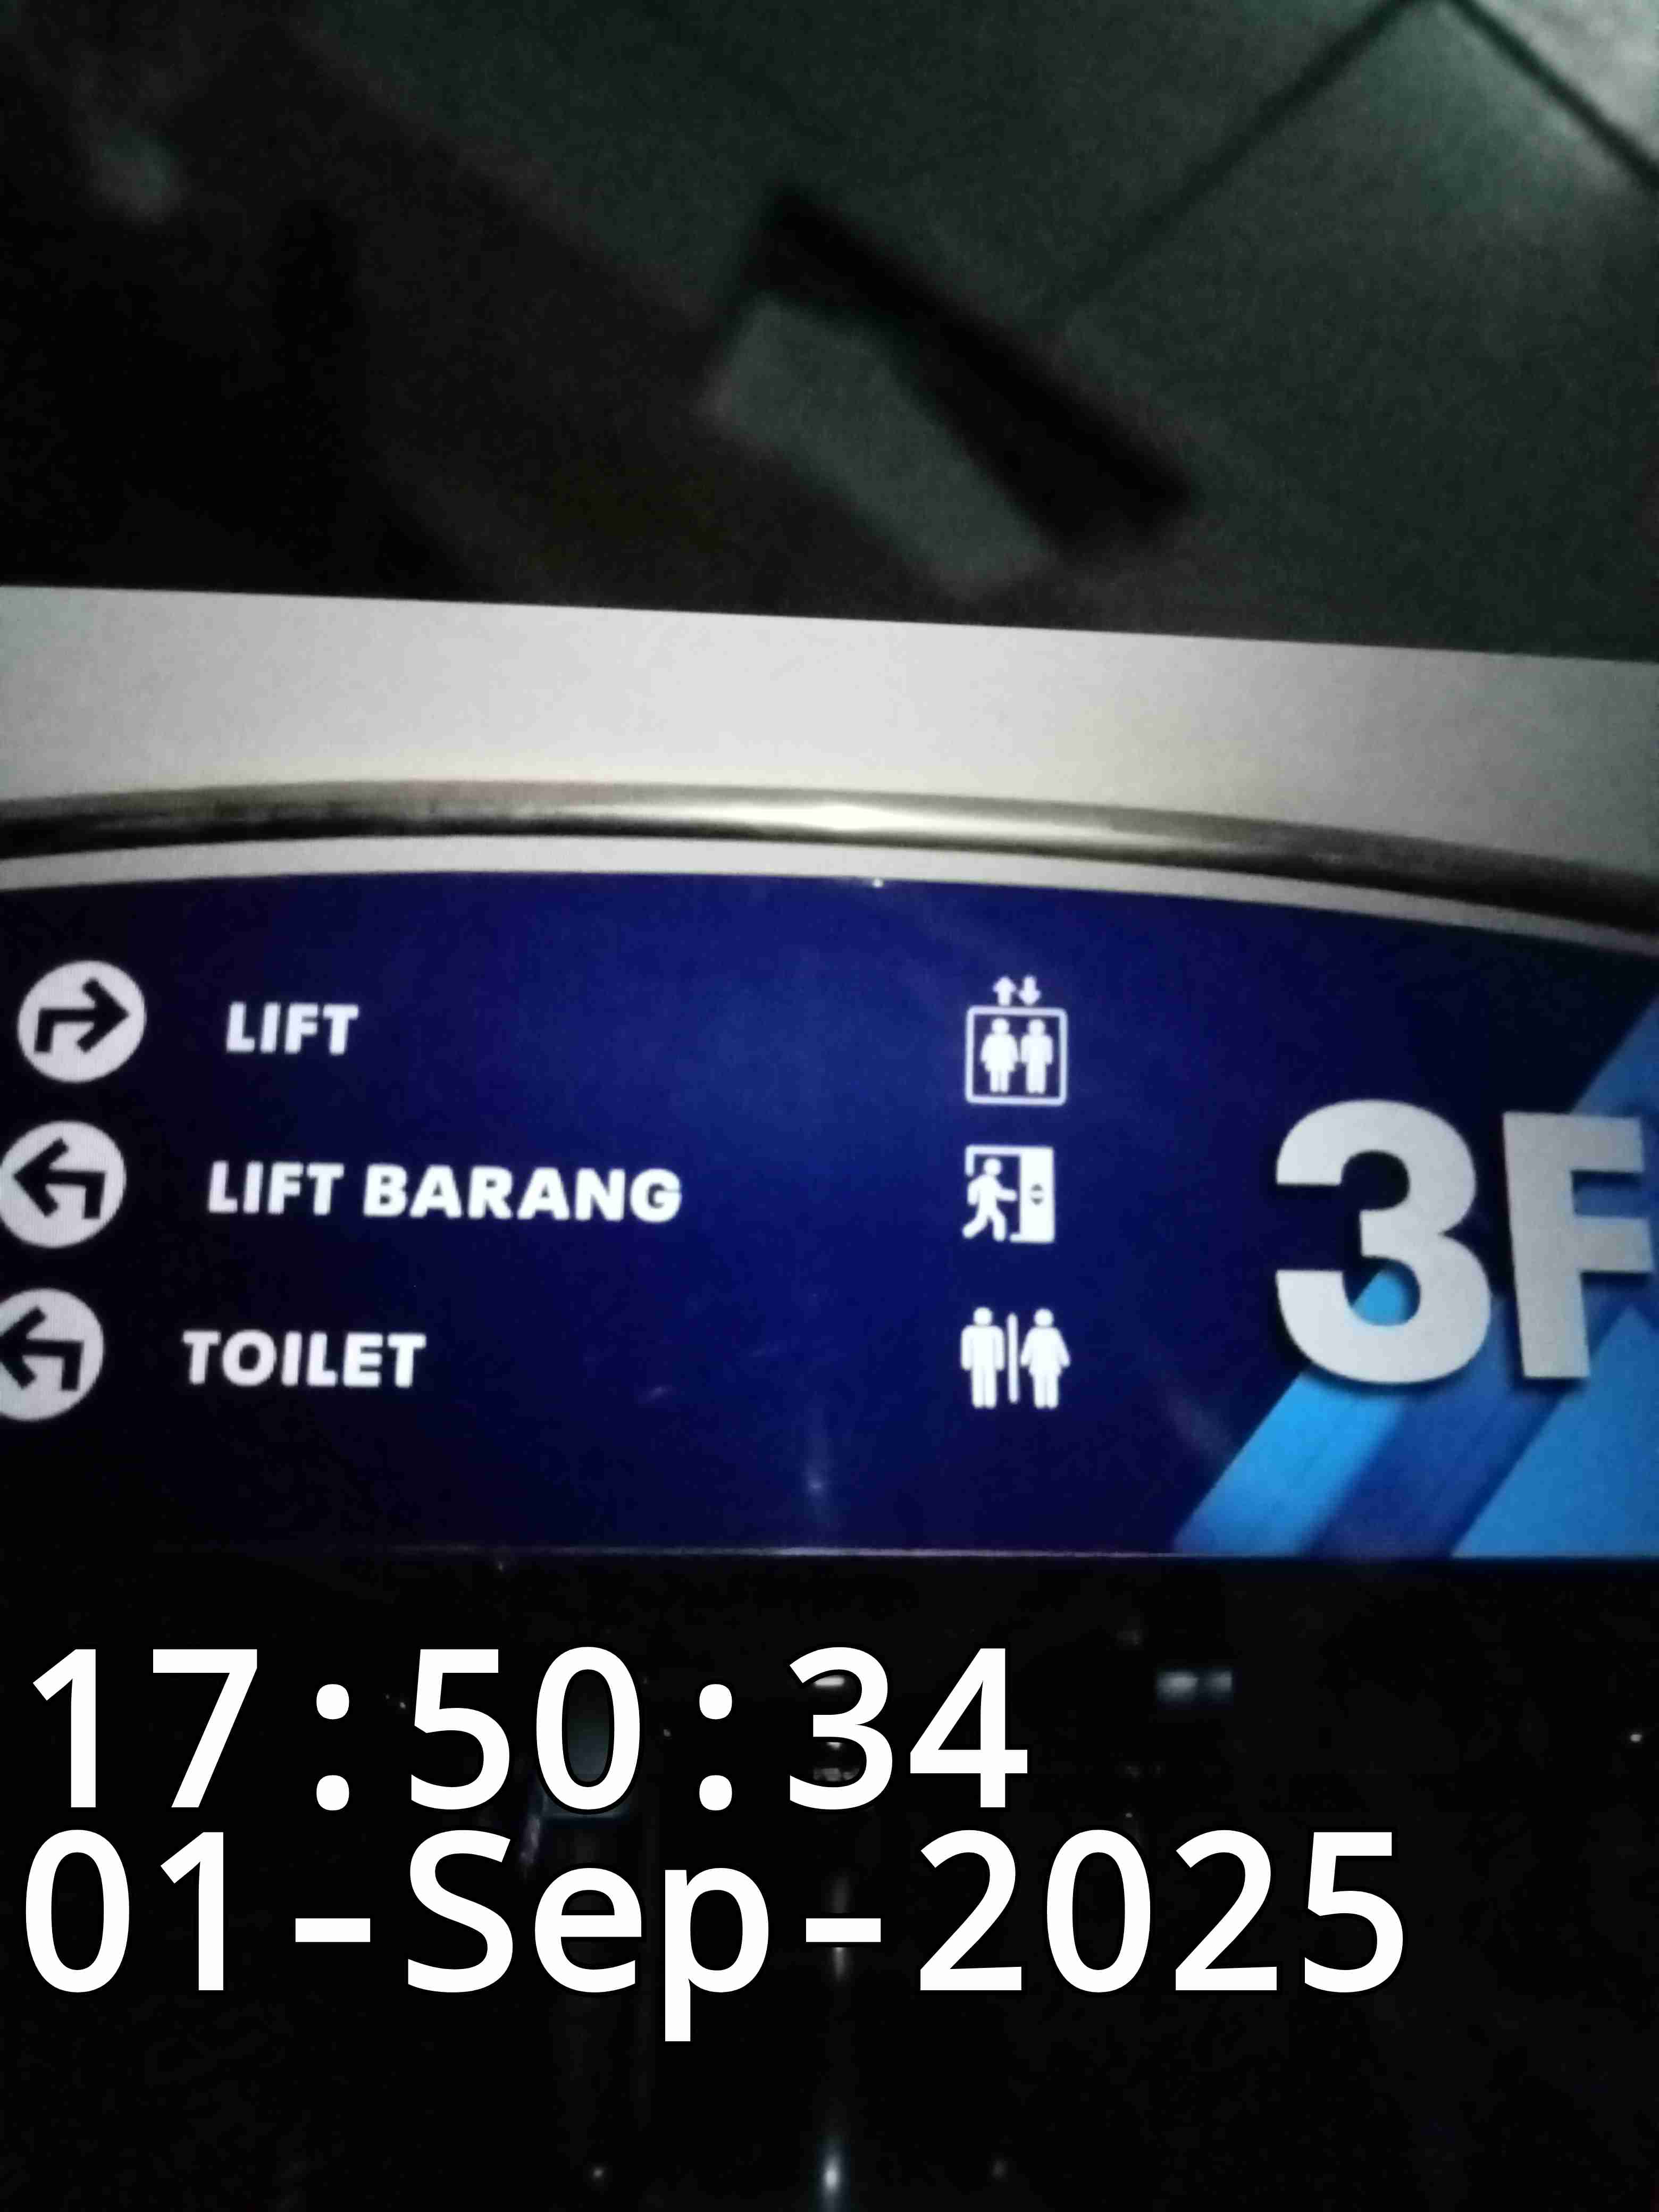 LIFT
LIFT BARANG
TOILET
3F
17:50:34
01-Sep-2025